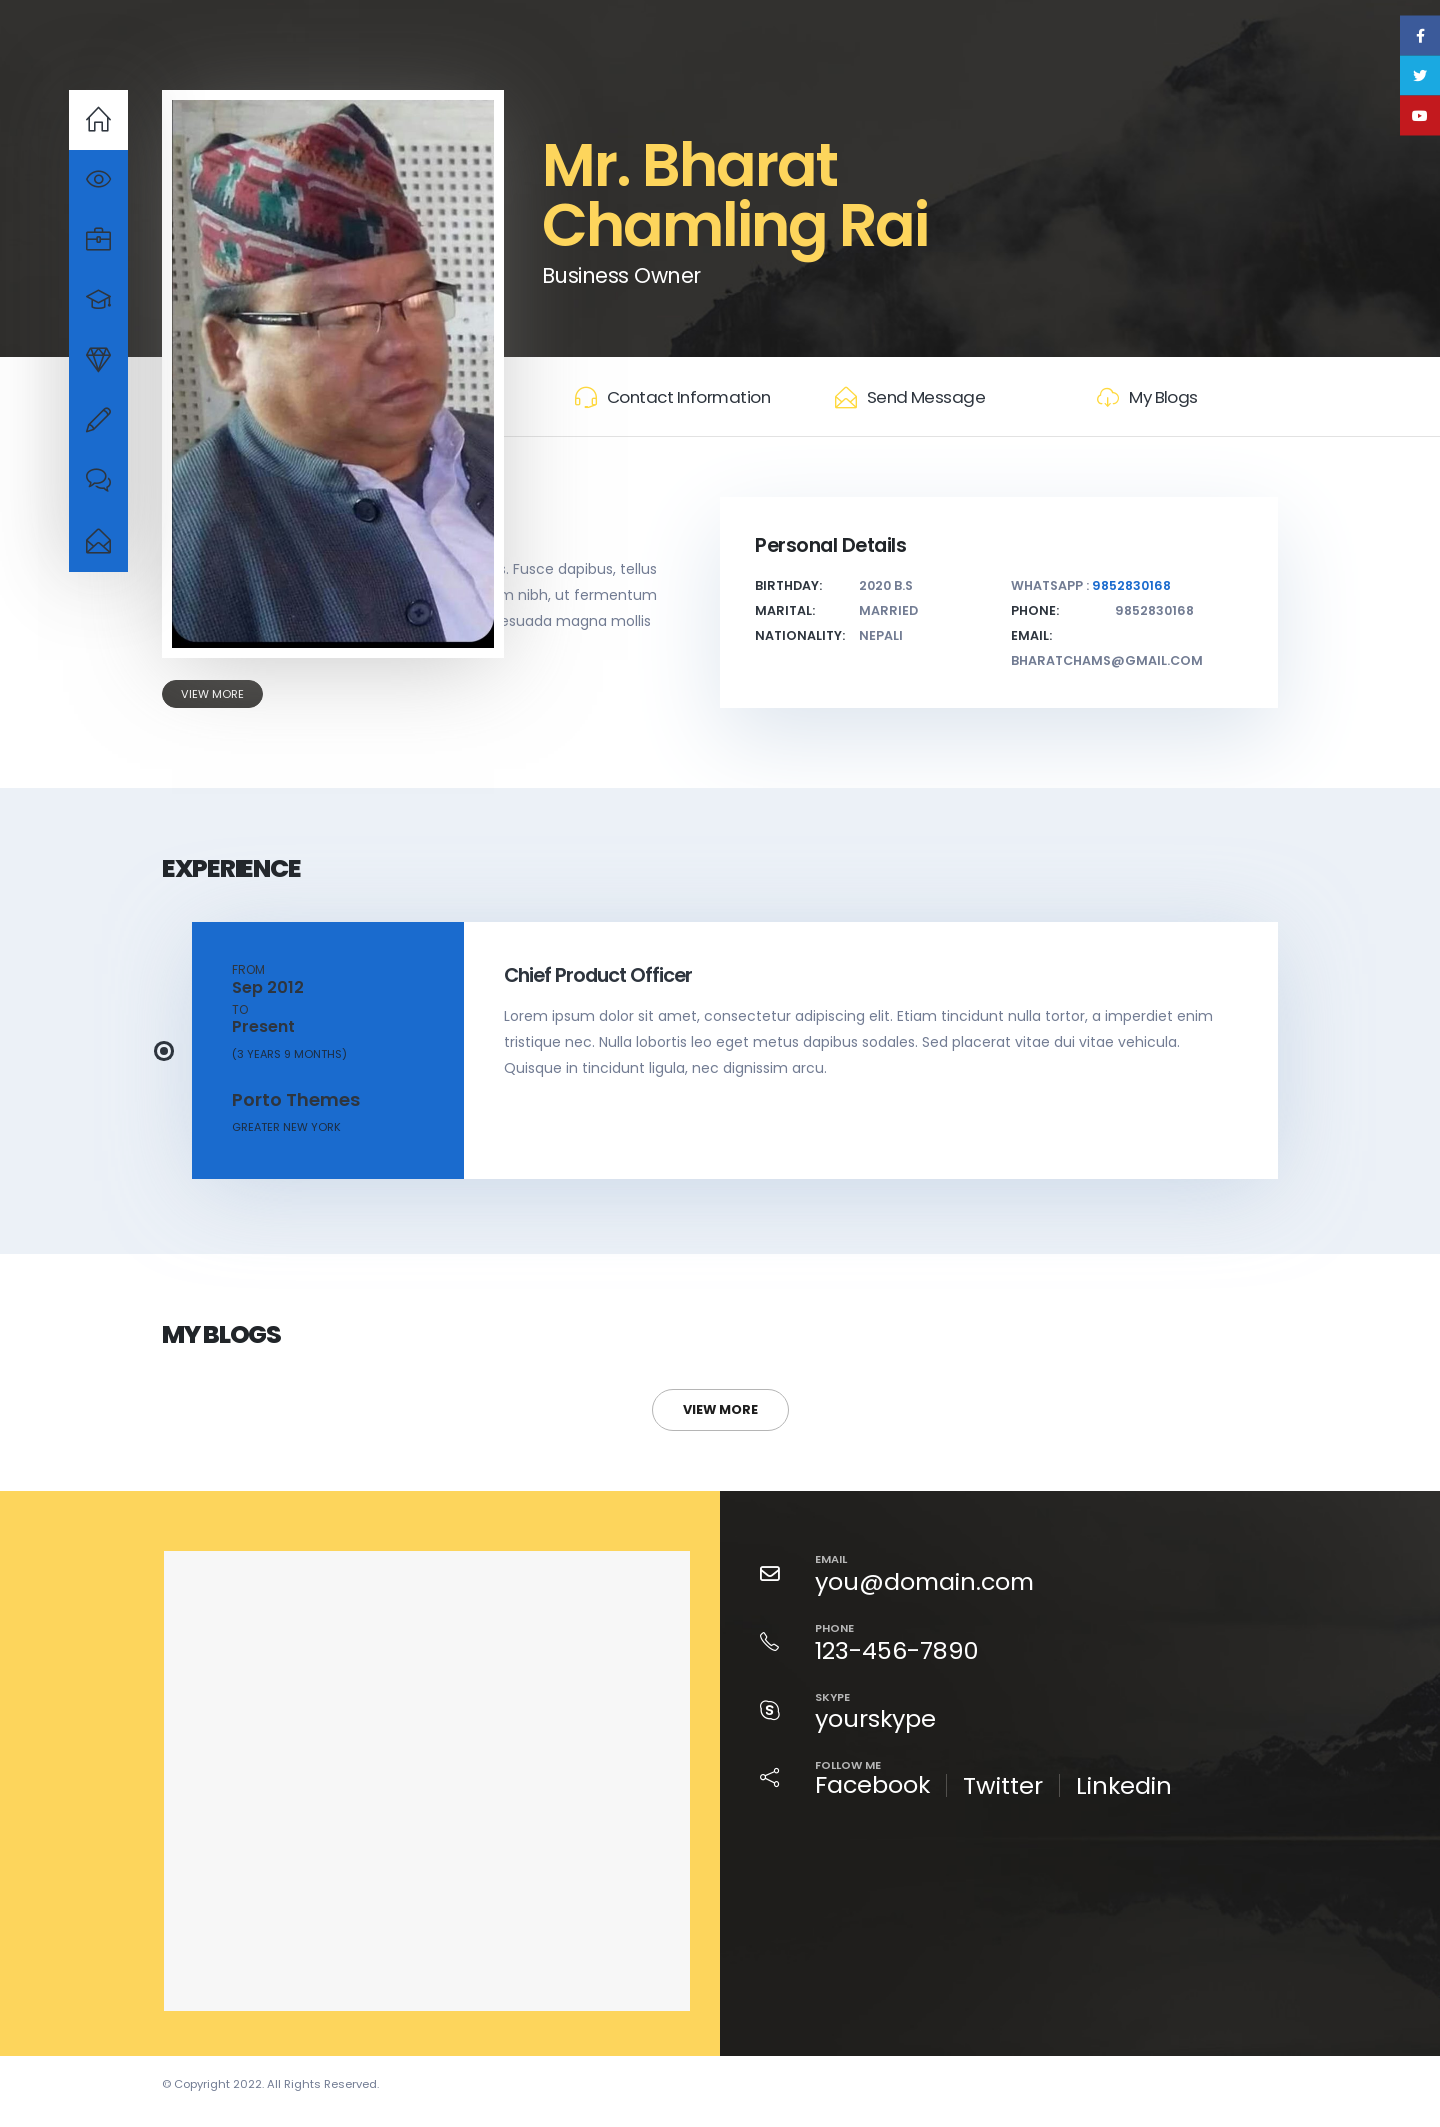 Mr. Bharat
Chamling Rai
Business Owner
Contact Information
Send Message
My Blogs
. Fusce dapibus, tellus
nibh, ut fermentum
magna mollis
VIEW MORE
Personal Details
BIRTHDAY: 2020 B.S
MARITAL: MARRIED
NATIONALITY: NEPALI
WHATSAPP : 9852830168
PHONE: 9852830168
EMAIL:
BHARATCHAMS@GMAIL.COM
EXPERIENCE
FROM
Sep 2012
TO
Present
(3 YEARS 9 MONTHS)
Porto Themes
GREATER NEW YORK
Chief Product Officer
Lorem ipsum dolor sit amet, consectetur adipiscing elit. Etiam tincidunt nulla tortor, a imperdiet enim
tristique nec. Nulla lobortis leo eget metus dapibus sodales. Sed placerat vitae dui vitae vehicula.
Quisque in tincidunt ligula, nec dignissim arcu.
MY BLOGS
VIEW MORE
EMAIL
you@domain.com
PHONE
123-456-7890
SKYPE
yourskype
FOLLOW ME
Facebook
Twitter
Linkedin
© Copyright 2022. All Rights Reserved.